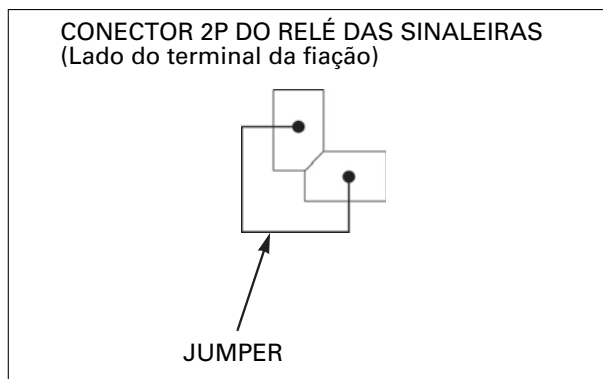 CONECTOR 2P DO RELÉ DAS SINALEIRAS
(Lado do terminal da fiação)
JUMPER